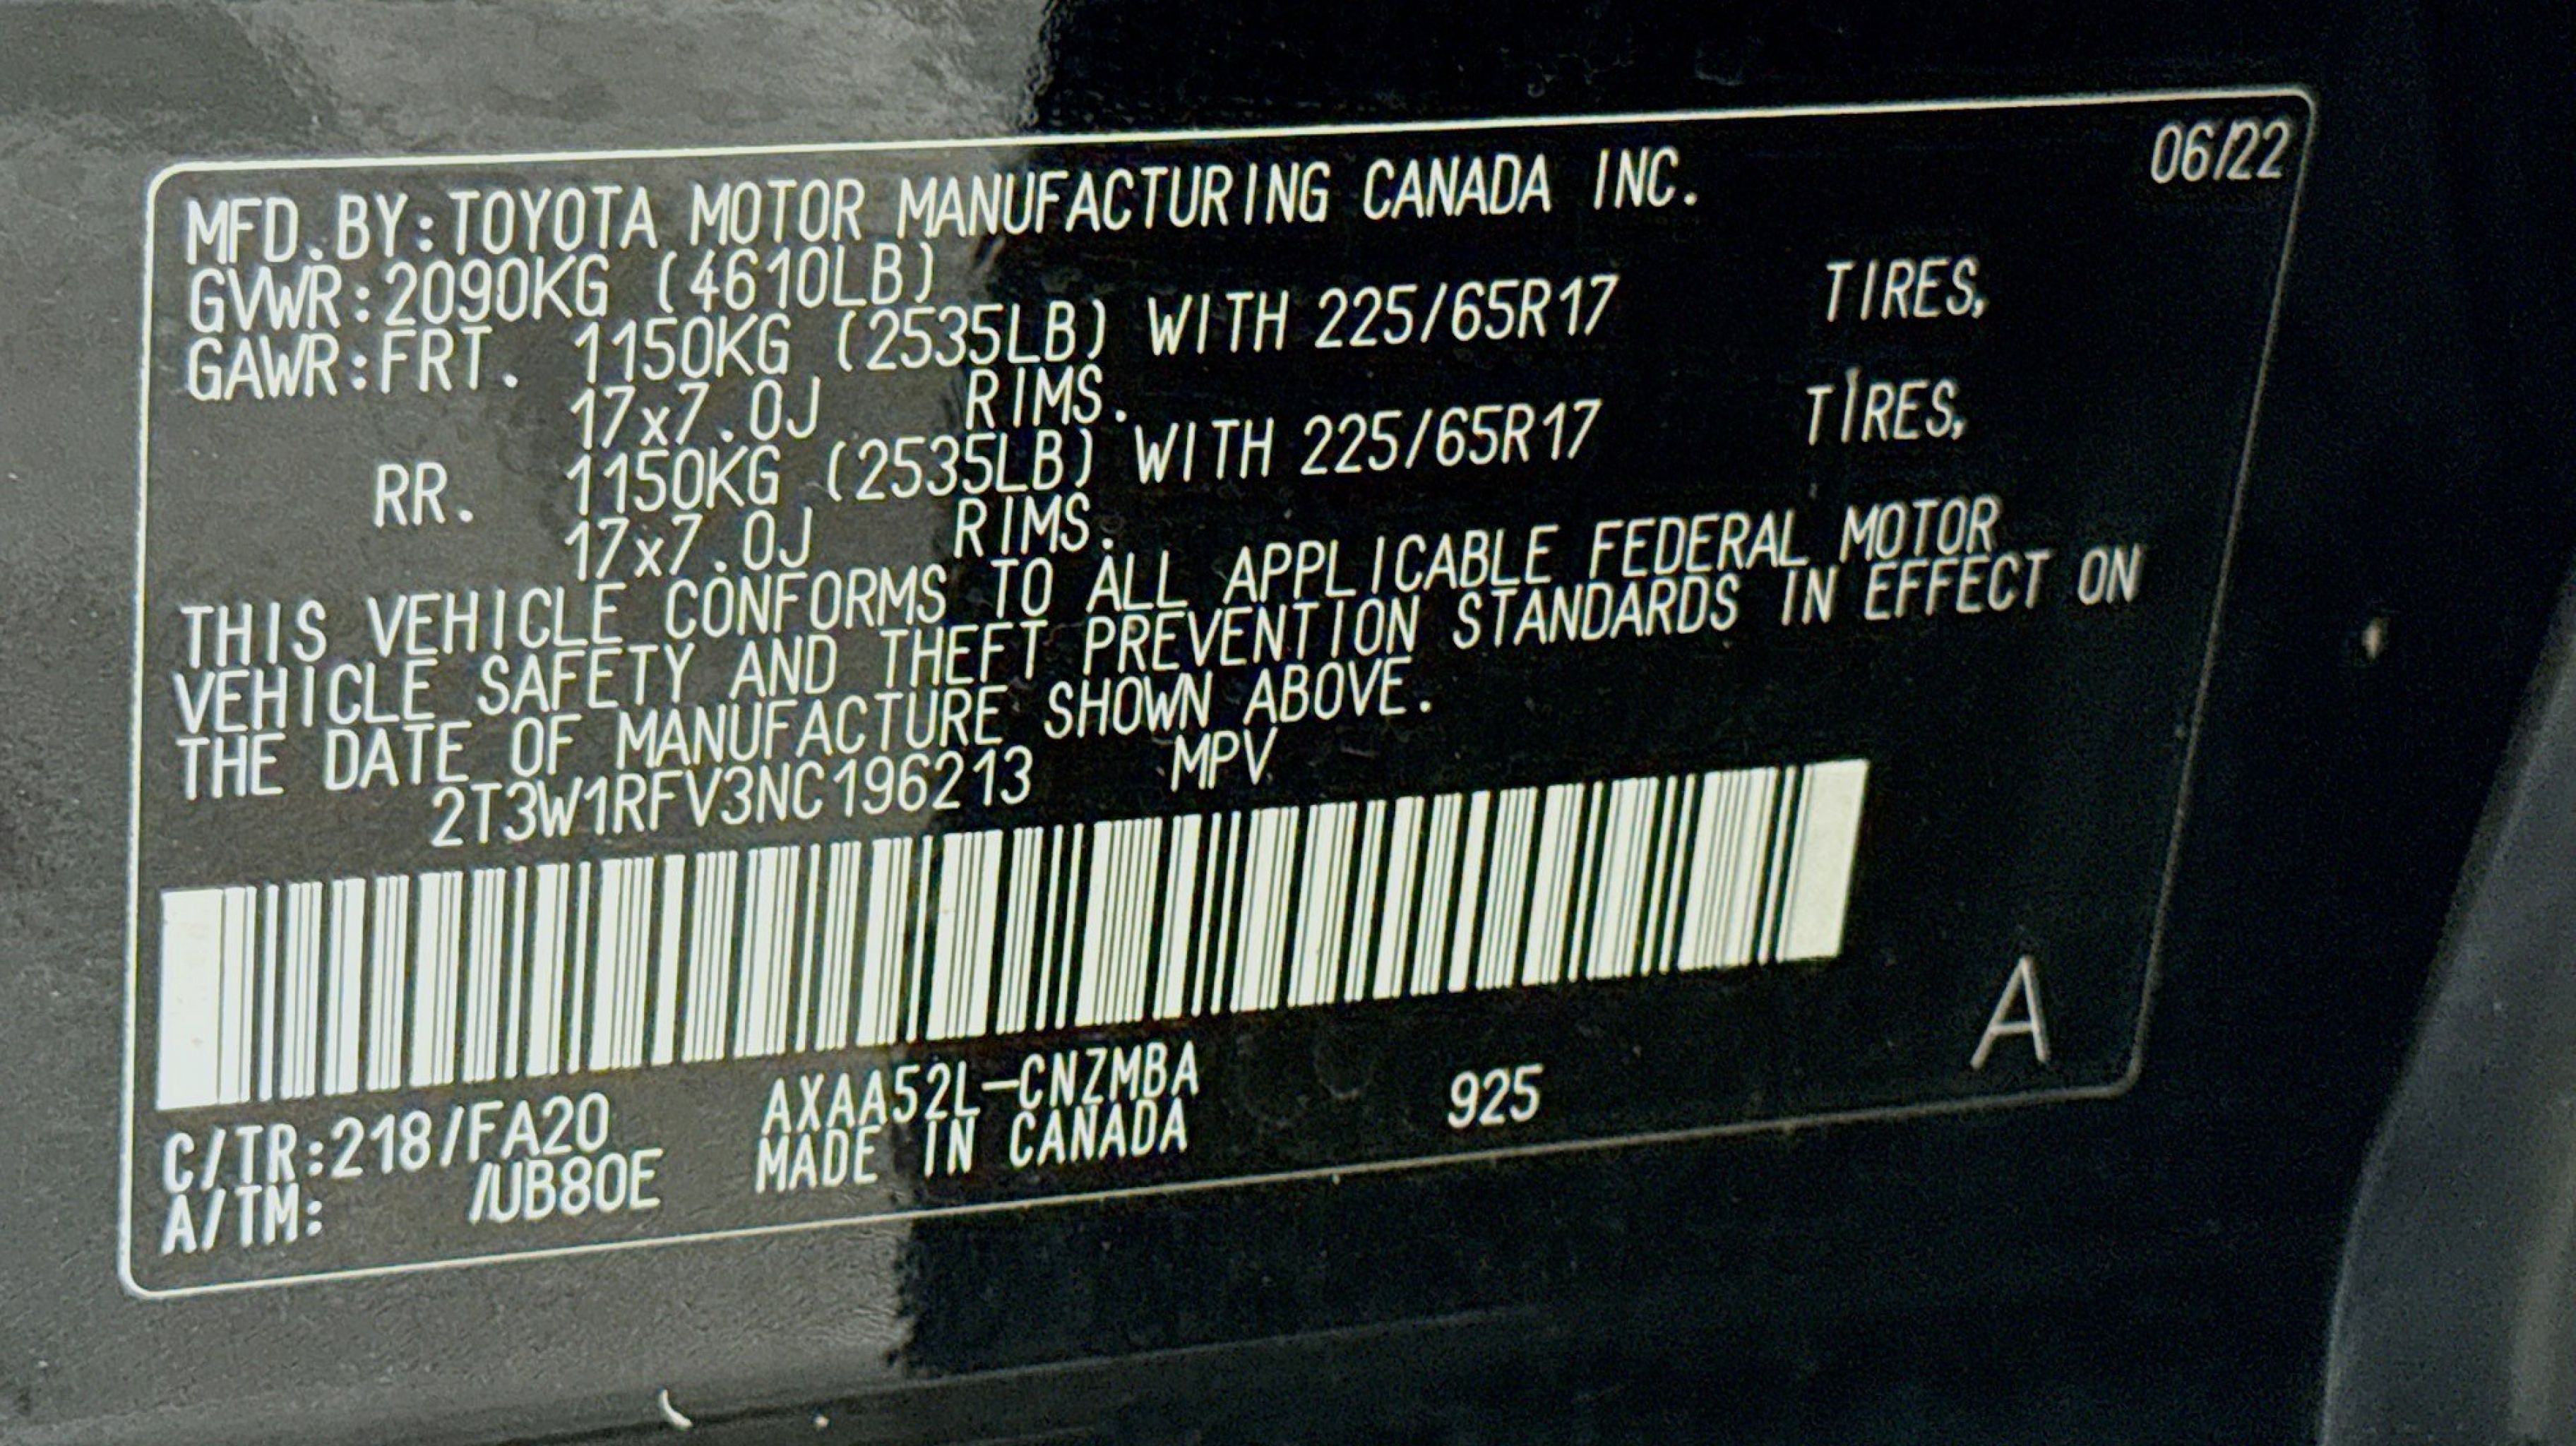 06/22
MFD.BY:TOYOTA MOTOR MANUFACTURING CANADA INC.
GVWR:2090KG (4610LB)
GAWR:FRT. 1150KG (2535LB) WITH 225/65R17 TIRES,
17x7.0J RIMS.
RR. 1150KG (2535LB) WITH 225/65R17 TIRES,
17x7.0J RIMS.
THIS VEHICLE CONFORMS TO ALL APPLICABLE FEDERAL MOTOR
VEHICLE SAFETY AND THEFT PREVENTION STANDARDS IN EFFECT ON
THE DATE OF MANUFACTURE SHOWN ABOVE.
2T3W1RFV3NC196213 MPV
A
C/TR:218/FA20 AXAA52L-CNZMBA 925
A/TM: /UB80E MADE IN CANADA